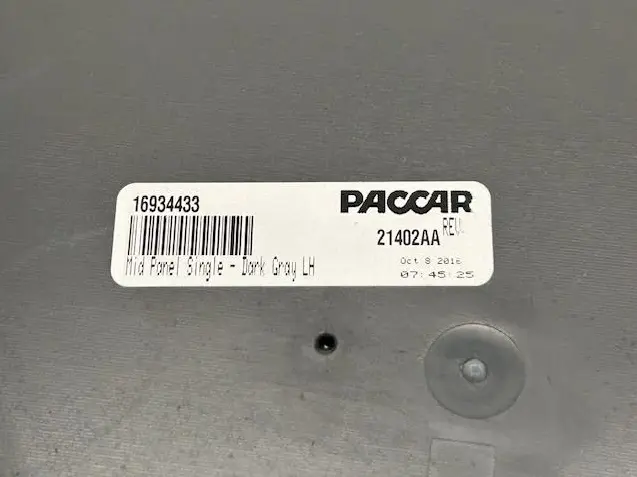 16934433
PACCAR
21402AA REV.
Mid Panel Single - Dark Gray LH
Oct 8 2016
07:45:25